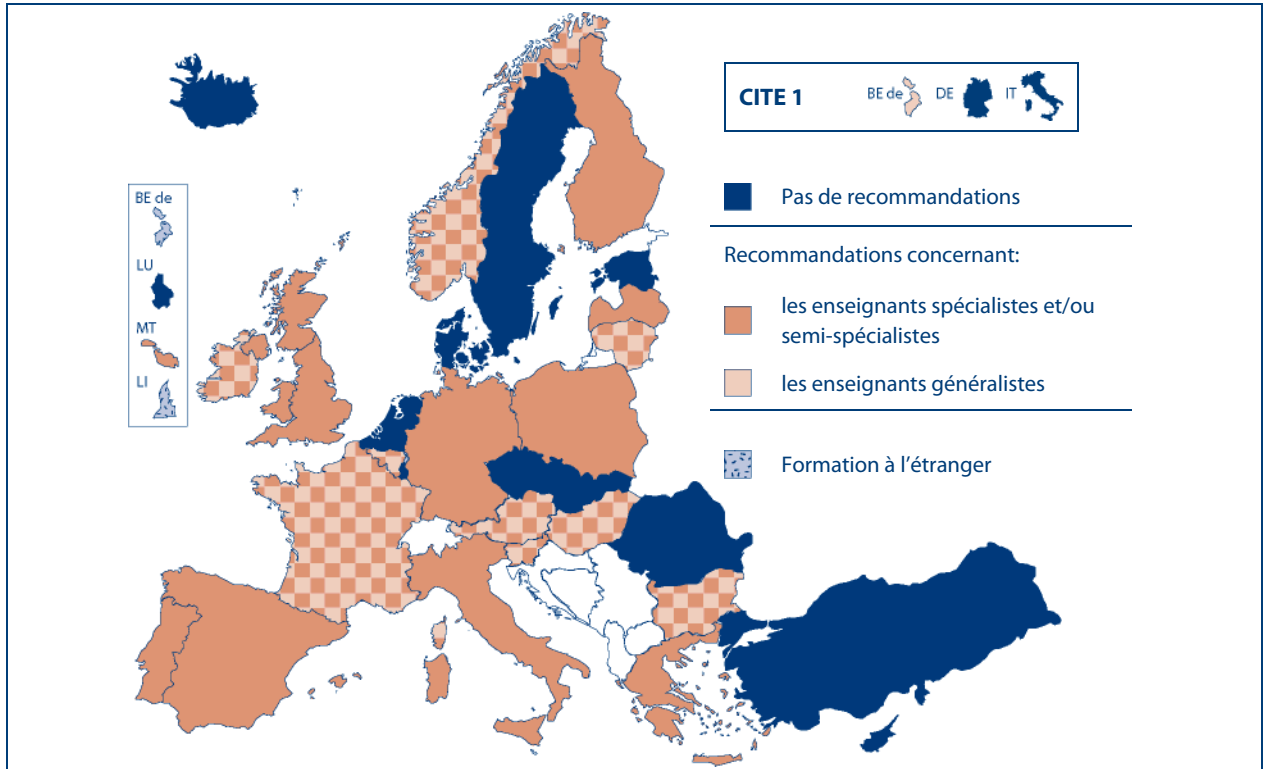 CITE 1
BE de
DE
IT
BE de
LU
MT
LI
Pas de recommandations
Recommandations concernant:
les enseignants spécialistes et/ou
semi-spécialistes
les enseignants généralistes
Formation à l’étranger